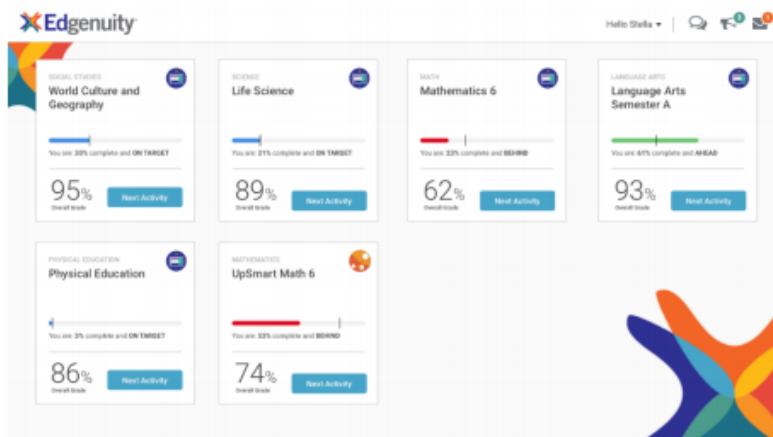 Edgenuity
Hello Stella
SOCIAL STUDIES
World Culture and
Geography
You are 30% complete and ON TARGET
95%
Overall Grade
Next Activity
SCIENCE
Life Science
You are 21% complete and ON TARGET
89%
Overall Grade
Next Activity
MATH
Mathematics 6
You are 22% complete and BEHIND
62%
Overall Grade
Next Activity
LANGUAGE ARTS
Language Arts
Semester A
You are 61% complete and AHEAD
93%
Overall Grade
Next Activity
PHYSICAL EDUCATION
Physical Education
You are 2% complete and ON TARGET
86%
Overall Grade
Next Activity
MATHEMATICS
UpSmart Math 6
You are 53% complete and BEHIND
74%
Overall Grade
Next Activity